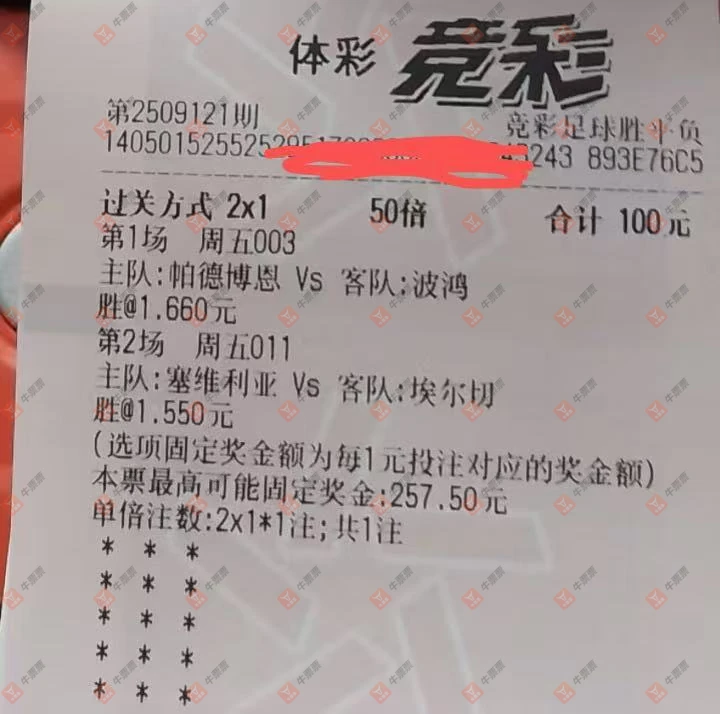 体彩 竞彩
第2509121期 竞彩足球胜平负
14050152552529517 243 893E76C5
过关方式 2x1 50倍 合计 100元
第1场 周五003
主队:帕德博恩 Vs 客队:波鸿
胜@1.660元
第2场 周五011
主队:塞维利亚 Vs 客队:埃尔切
胜@1.550元
(选项固定奖金额为每1元投注对应的奖金额)
本票最高可能固定奖金:257.50元
单倍注数:2x1*1注;共1注
* * *
* * *
* * *
* * *
* * *